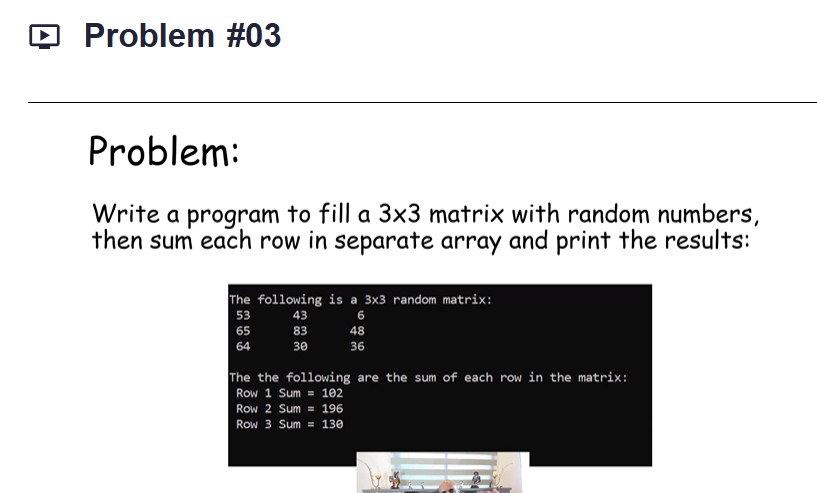 Problem #03
Problem:
Write a program to fill a 3x3 matrix with random numbers,
then sum each row in separate array and print the results:
The following is a 3x3 random matrix:
53 43 6
65 83 48
64 30 36
The the following are the sum of each row in the matrix:
Row 1 Sum = 102
Row 2 Sum = 196
Row 3 Sum = 130